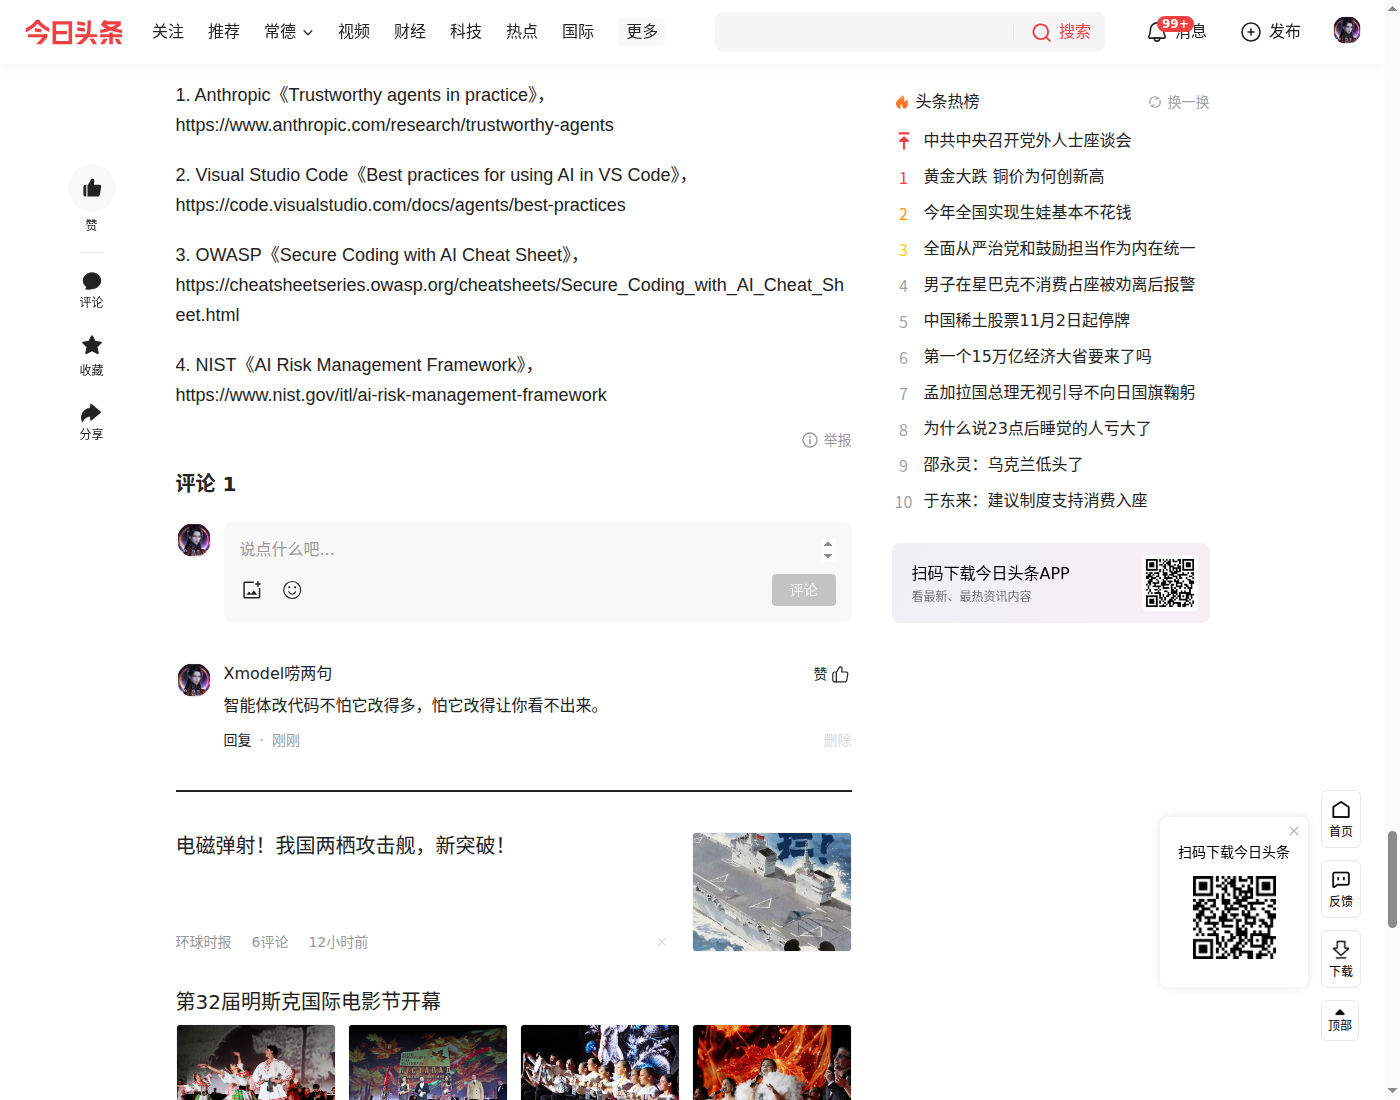 今日头条
关注 推荐 常德 视频 财经 科技 热点 国际 更多
搜索
99+
消息
发布
1. Anthropic《Trustworthy agents in practice》,
https://www.anthropic.com/research/trustworthy-agents
2. Visual Studio Code《Best practices for using AI in VS Code》,
https://code.visualstudio.com/docs/agents/best-practices
3. OWASP《Secure Coding with AI Cheat Sheet》,
https://cheatsheetseries.owasp.org/cheatsheets/Secure_Coding_with_AI_Cheat_Sh
eet.html
4. NIST《AI Risk Management Framework》,
https://www.nist.gov/itl/ai-risk-management-framework
赞
评论
收藏
分享
举报
评论 1
说点什么吧...
评论
Xmodel唠两句
赞
智能体改代码不怕它改得多，怕它改得让你看不出来。
回复 · 刚刚
删除
电磁弹射！我国两栖攻击舰，新突破！
环球时报 6评论 12小时前
第32届明斯克国际电影节开幕
头条热榜
换一换
中共中央召开党外人士座谈会
1 黄金大跌 铜价为何创新高
2 今年全国实现生娃基本不花钱
3 全面从严治党和鼓励担当作为内在统一
4 男子在星巴克不消费占座被劝离后报警
5 中国稀土股票11月2日起停牌
6 第一个15万亿经济大省要来了吗
7 孟加拉国总理无视引导不向日国旗鞠躬
8 为什么说23点后睡觉的人亏大了
9 邵永灵：乌克兰低头了
10 于东来：建议制度支持消费入座
扫码下载今日头条APP
看最新、最热资讯内容
扫码下载今日头条
首页
反馈
下载
顶部